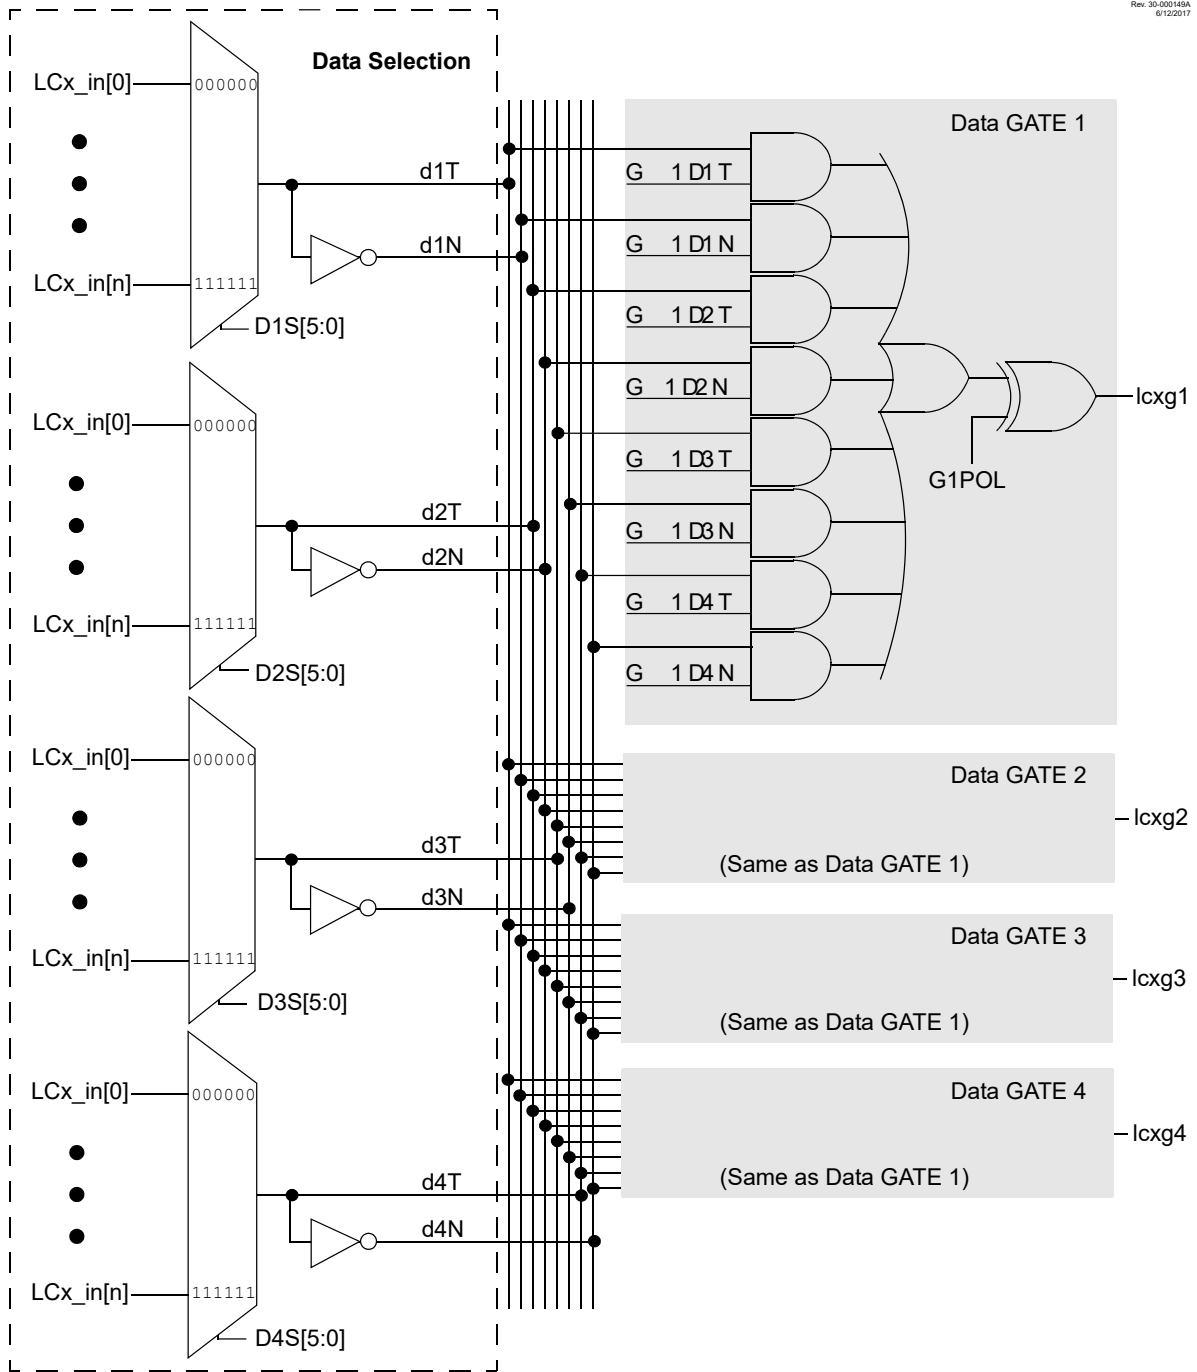 Rev. 30-000149A
6/12/2017
Data Selection
LCx_in[0]
000000
LCx_in[n]
111111
D1S[5:0]
d1T
d1N
LCx_in[0]
000000
LCx_in[n]
111111
D2S[5:0]
d2T
d2N
LCx_in[0]
000000
LCx_in[n]
111111
D3S[5:0]
d3T
d3N
LCx_in[0]
000000
LCx_in[n]
111111
D4S[5:0]
d4T
d4N
Data GATE 1
G 1 D1 T
G 1 D1 N
G 1 D2 T
G 1 D2 N
G 1 D3 T
G 1 D3 N
G 1 D4 T
G 1 D4 N
G1POL
lcxg1
Data GATE 2
(Same as Data GATE 1)
lcxg2
Data GATE 3
(Same as Data GATE 1)
lcxg3
Data GATE 4
(Same as Data GATE 1)
lcxg4